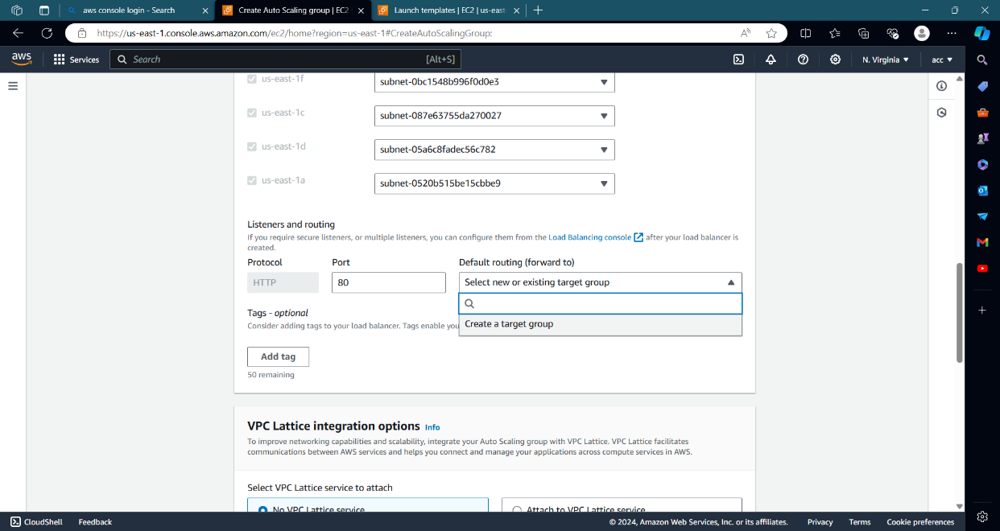 aws console login - Search
Create Auto Scaling group | EC2
Launch templates | EC2 | us-east
https://us-east-1.console.aws.amazon.com/ec2/home?region=us-east-1#CreateAutoScalingGroup:
aws
Services
Search
[Alt+S]
N. Virginia
acc
us-east-1f
subnet-0bc1548b996f0d0e3
us-east-1c
subnet-087e63755da270027
us-east-1d
subnet-05a6c8fadec56c782
us-east-1a
subnet-0520b515be15cbbe9
Listeners and routing
If you require secure listeners, or multiple listeners, you can configure them from the Load Balancing console after your load balancer is
created.
Protocol
Port
Default routing (forward to)
HTTP
80
Select new or existing target group
Create a target group
Tags - optional
Consider adding tags to your load balancer. Tags enable you
Add tag
50 remaining
VPC Lattice integration options Info
To improve networking capabilities and scalability, integrate your Auto Scaling group with VPC Lattice. VPC Lattice facilitates
communications between AWS services and helps you connect and manage your applications across compute services in AWS.
Select VPC Lattice service to attach
No VPC Lattice service
Attach to VPC Lattice service
CloudShell
Feedback
© 2024, Amazon Web Services, Inc. or its affiliates.
Privacy
Terms
Cookie preferences